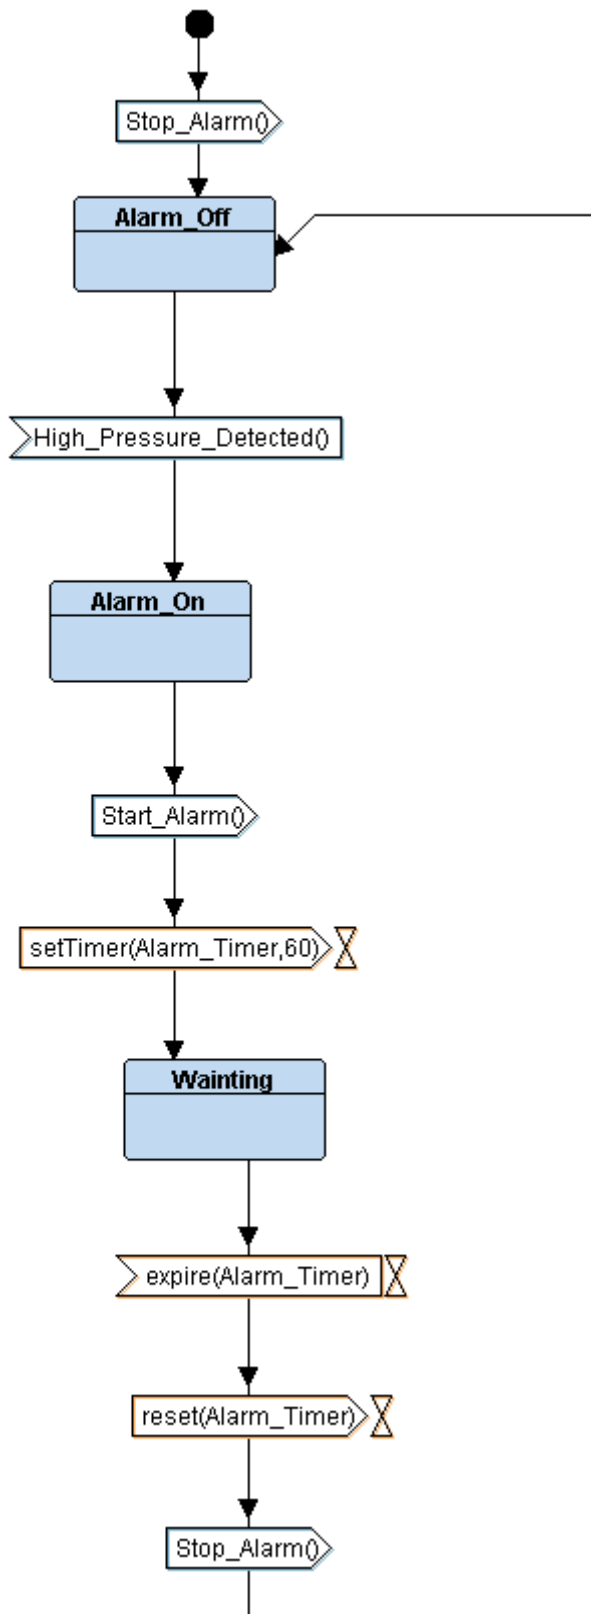 Stop_Alarm()
Alarm_Off
High_Pressure_Detected()
Alarm_On
Start_Alarm()
setTimer(Alarm_Timer,60)
Wainting
expire(Alarm_Timer)
reset(Alarm_Timer)
Stop_Alarm()